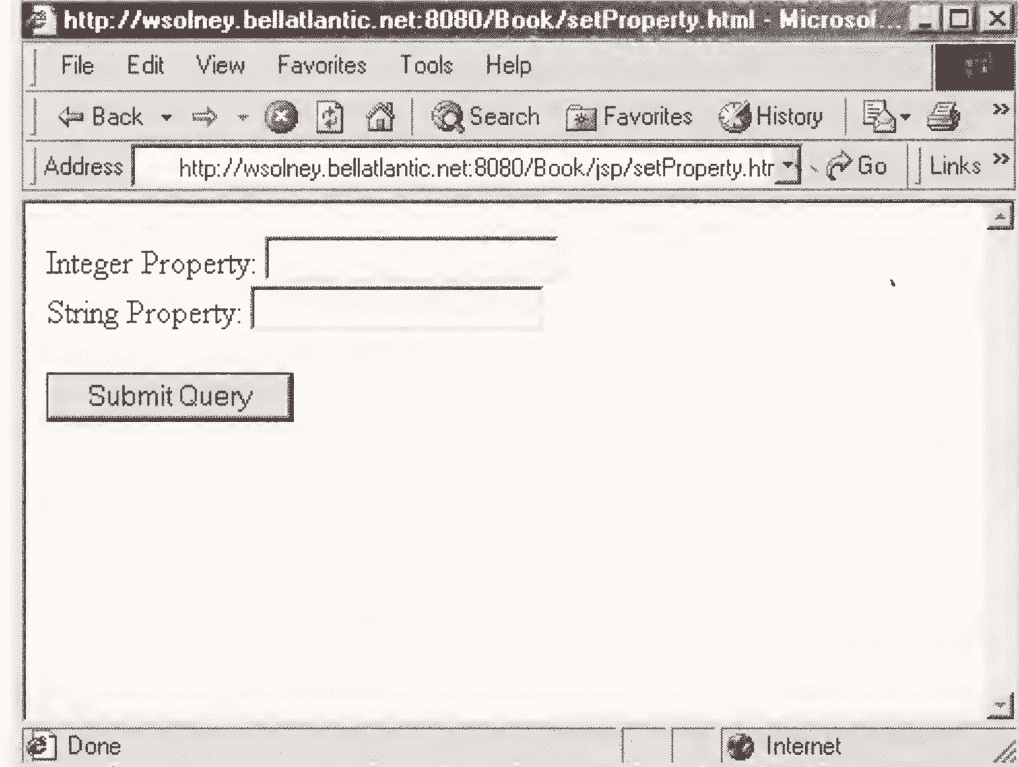 http://wsolney.bellatlantic.net:8080/Book/setProperty.html - Microsof...
File Edit View Favorites Tools Help
Back Search Favorites History »
Address http://wsolney.bellatlantic.net:8080/Book/jsp/setProperty.htr Go Links »
Integer Property:
String Property:
Submit Query
Done Internet